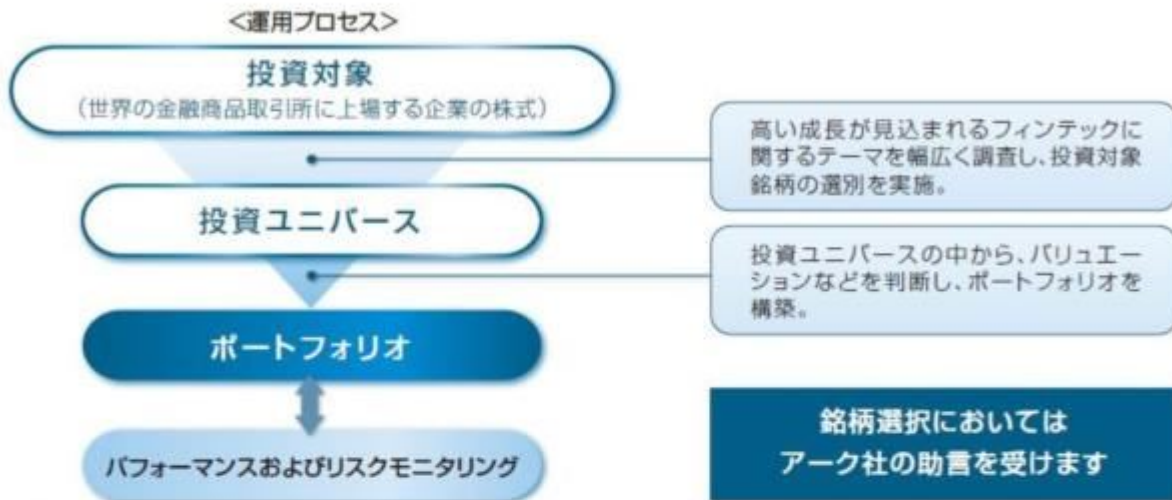 <運用プロセス>
投資対象
(世界の金融商品取引所に上場する企業の株式)
高い成長が見込まれるフィンテックに
関するテーマを幅広く調査し、投資対象
銘柄の選別を実施。
投資ユニバース
投資ユニバースの中から、バリュエー
ションなどを判断し、ポートフォリオを
構築。
ポートフォリオ
パフォーマンスおよびリスクモニタリング
銘柄選択においては
アーク社の助言を受けます